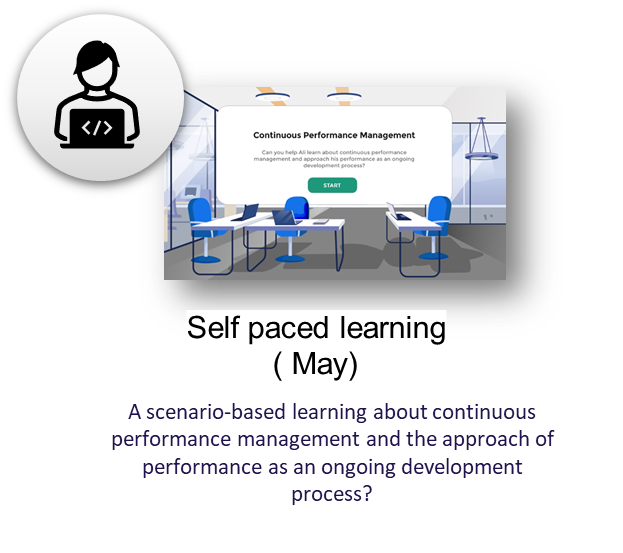 </>
Continuous Performance Management
Can you help Ali learn about continuous performance
management and approach his performance as an ongoing
development process?
START
Self paced learning
( May)
A scenario-based learning about continuous
performance management and the approach of
performance as an ongoing development
process?